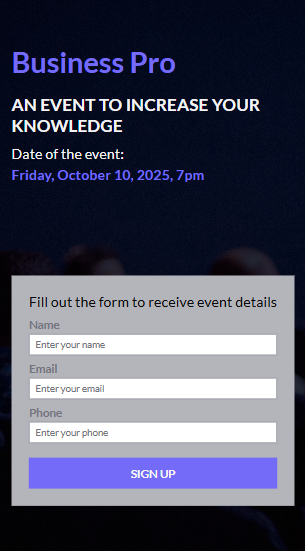 Business Pro
AN EVENT TO INCREASE YOUR
KNOWLEDGE
Date of the event:
Friday, October 10, 2025, 7pm
Fill out the form to receive event details
Name
Enter your name
Email
Enter your email
Phone
Enter your phone
SIGN UP